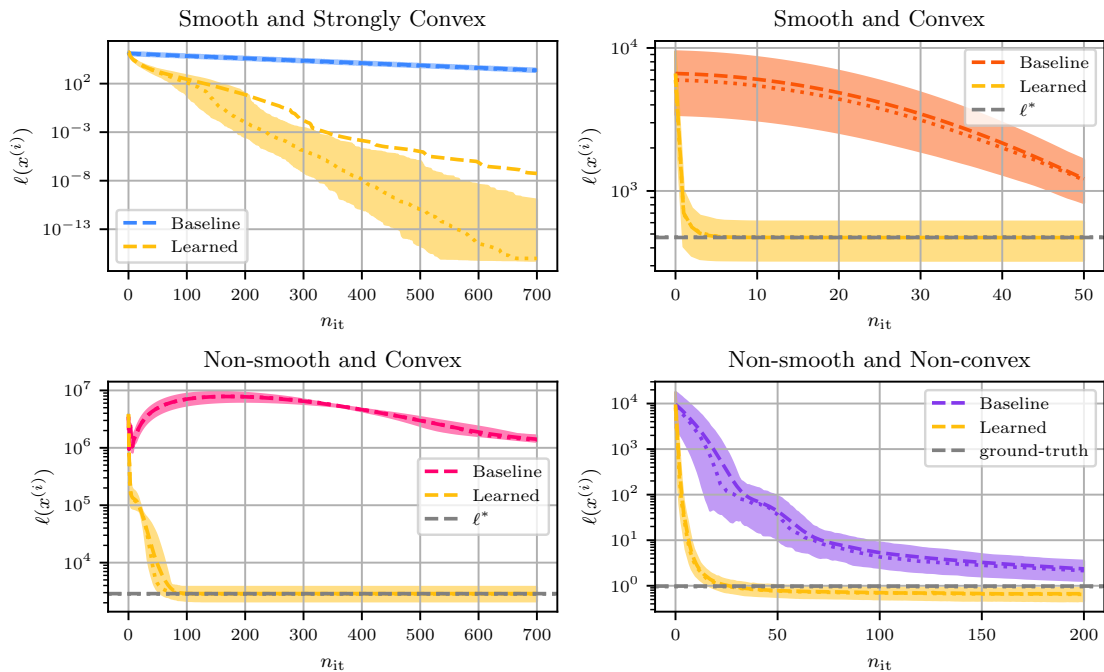 Smooth and Strongly Convex
ℓ(x^(i))
10^2
10^−3
10^−8
10^−13
Baseline
Learned
0 100 200 300 400 500 600 700
n_it
Smooth and Convex
ℓ(x^(i))
10^4
10^3
Baseline
Learned
ℓ*
0 10 20 30 40 50
n_it
Non-smooth and Convex
ℓ(x^(i))
10^7
10^6
10^5
10^4
Baseline
Learned
ℓ*
0 100 200 300 400 500 600 700
n_it
Non-smooth and Non-convex
ℓ(x^(i))
10^4
10^3
10^2
10^1
10^0
Baseline
Learned
ground-truth
0 50 100 150 200
n_it